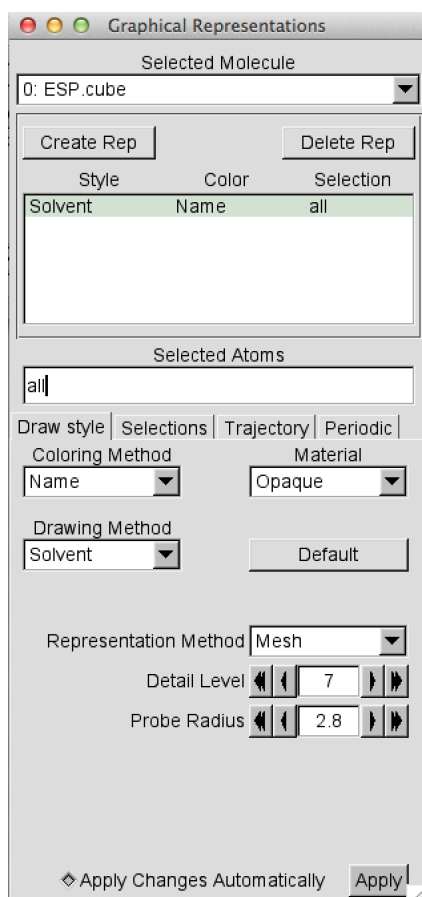 Graphical Representations
Selected Molecule
0: ESP.cube
Create Rep Delete Rep
Style Color Selection
Solvent Name all
Selected Atoms
all
Draw style Selections Trajectory Periodic
Coloring Method Material
Name Opaque
Drawing Method
Solvent Default
Representation Method Mesh
Detail Level 7
Probe Radius 2.8
Apply Changes Automatically Apply